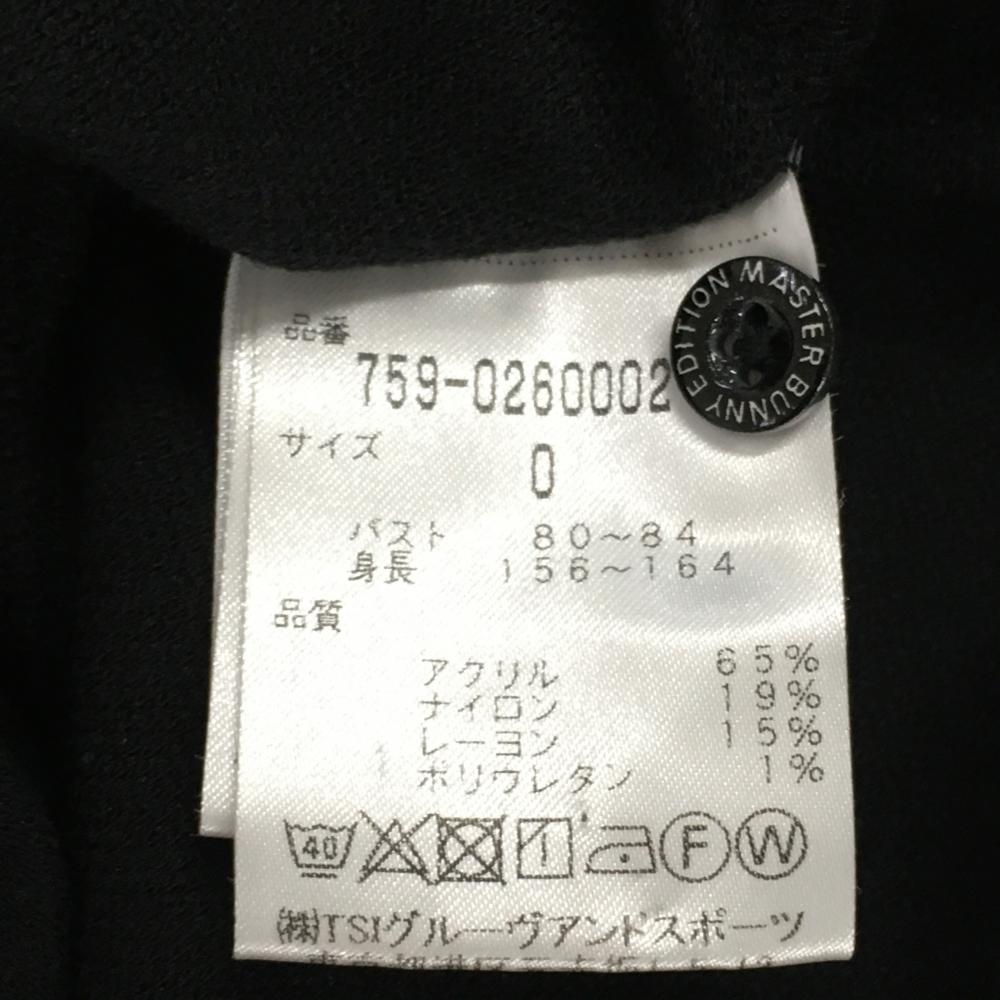 品番
759-0260002
MASTER BUNNY EDITION
サイズ
0
バスト 80~84
身長 156~164
品質
アクリル 65%
ナイロン 19%
レーヨン 15%
ポリウレタン 1%
40 F W
(株)TSIグルーヴアンドスポーツ